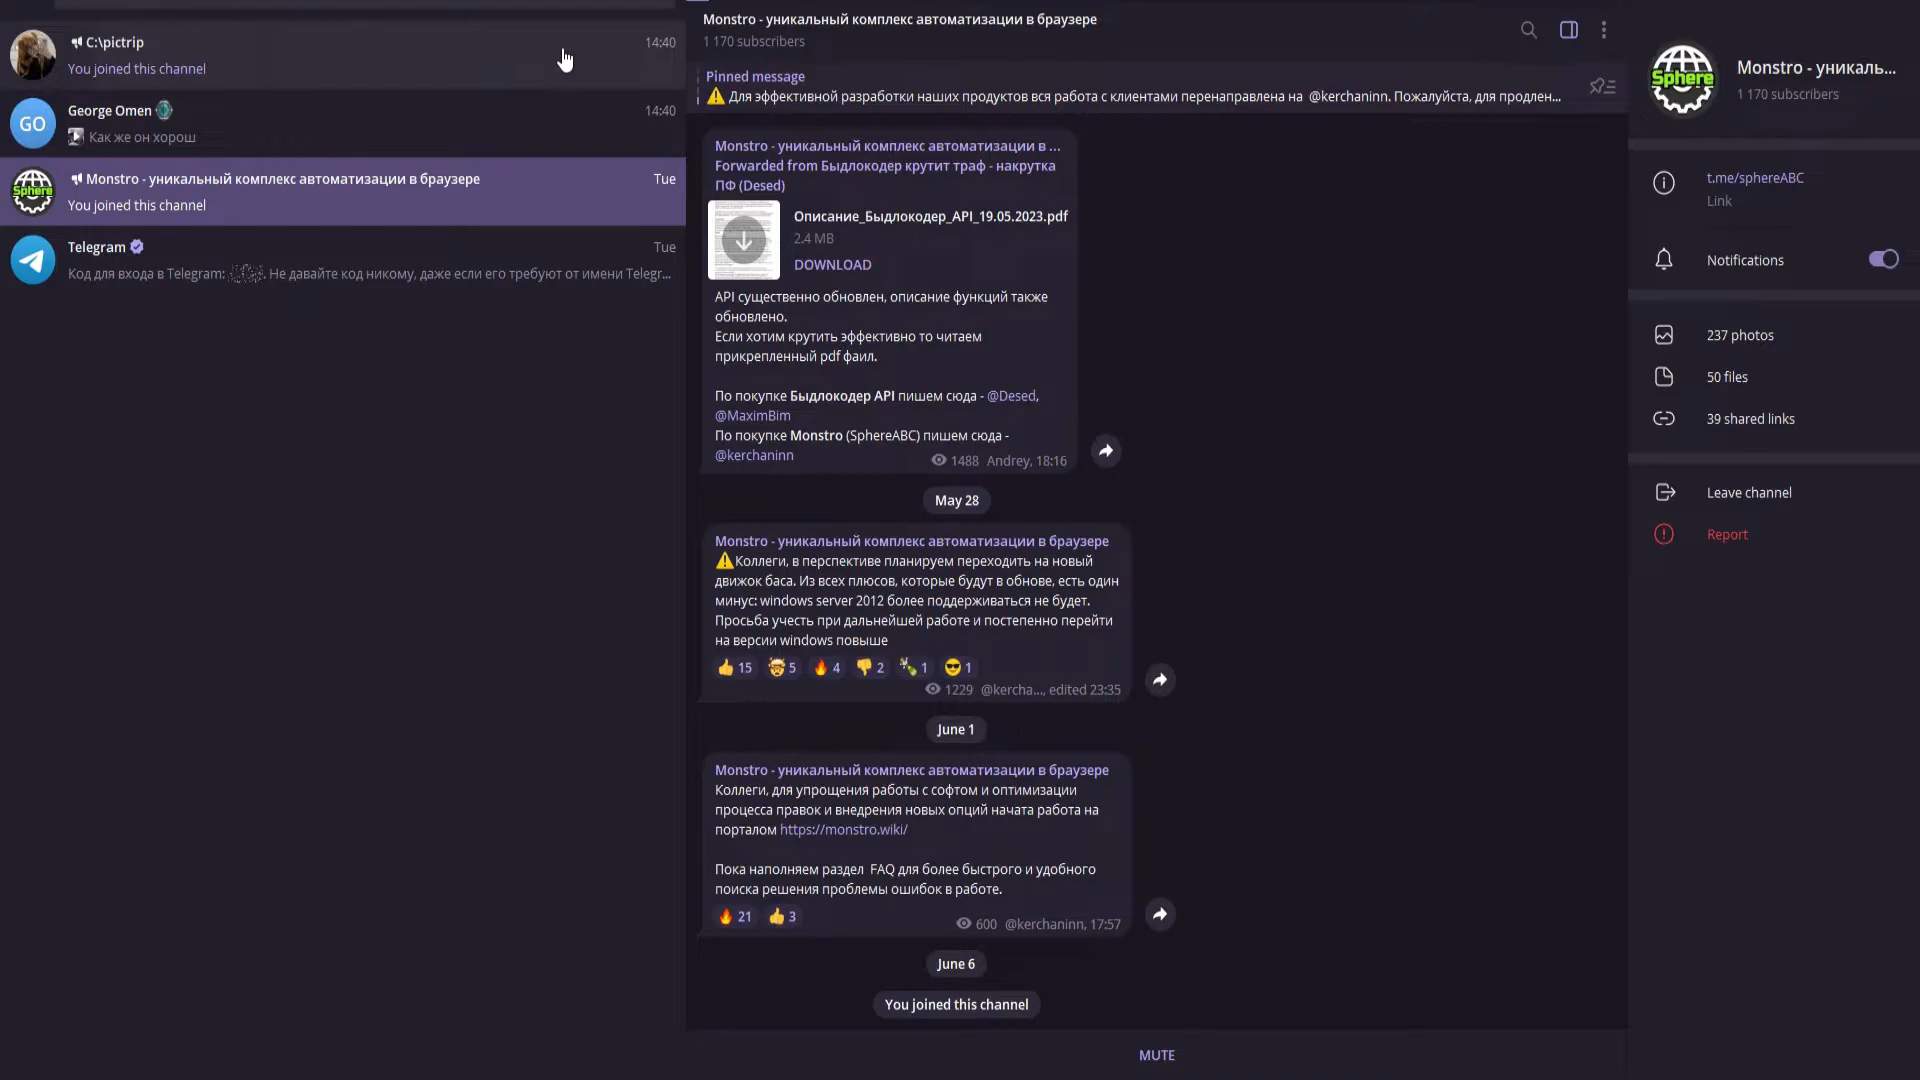 C:\pictrip
14:40
You joined this channel
George Omen
14:40
GO
Как же он хорош
Sphere
Monstro - уникальный комплекс автоматизации в браузере
Tue
You joined this channel
Telegram
Tue
Код для входа в Telegram: . Не давайте код никому, даже если его требуют от имени Telegr...
Monstro - уникальный комплекс автоматизации в браузере
1 170 subscribers
Pinned message
Для эффективной разработки наших продуктов вся работа с клиентами перенаправлена на @kerchaninn. Пожалуйста, для продлен...
Monstro - уникальный комплекс автоматизации в ...
Forwarded from Быдлокодер крутит траф - накрутка
ПФ (Desed)
Описание_Быдлокодер_API_19.05.2023.pdf
2.4 MB
DOWNLOAD
API существенно обновлен, описание функций также
обновлено.
Если хотим крутить эффективно то читаем
прикрепленный pdf фаил.
По покупке Быдлокодер API пишем сюда - @Desed,
@MaximBim
По покупке Monstro (SphereABC) пишем сюда -
@kerchaninn
1488 Andrey, 18:16
May 28
Monstro - уникальный комплекс автоматизации в браузере
Коллеги, в перспективе планируем переходить на новый
движок баса. Из всех плюсов, которые будут в обнове, есть один
минус: windows server 2012 более поддерживаться не будет.
Просьба учесть при дальнейшей работе и постепенно перейти
на версии windows повыше
15 5 4 2 1 1
1229 @kercha..., edited 23:35
June 1
Monstro - уникальный комплекс автоматизации в браузере
Коллеги, для упрощения работы с софтом и оптимизации
процесса правок и внедрения новых опций начата работа на
порталом https://monstro.wiki/
Пока наполняем раздел FAQ для более быстрого и удобного
поиска решения проблемы ошибок в работе.
21 3
600 @kerchaninn, 17:57
June 6
You joined this channel
MUTE
Sphere
Monstro - уникаль...
1 170 subscribers
t.me/sphereABC
Link
Notifications
237 photos
50 files
39 shared links
Leave channel
Report